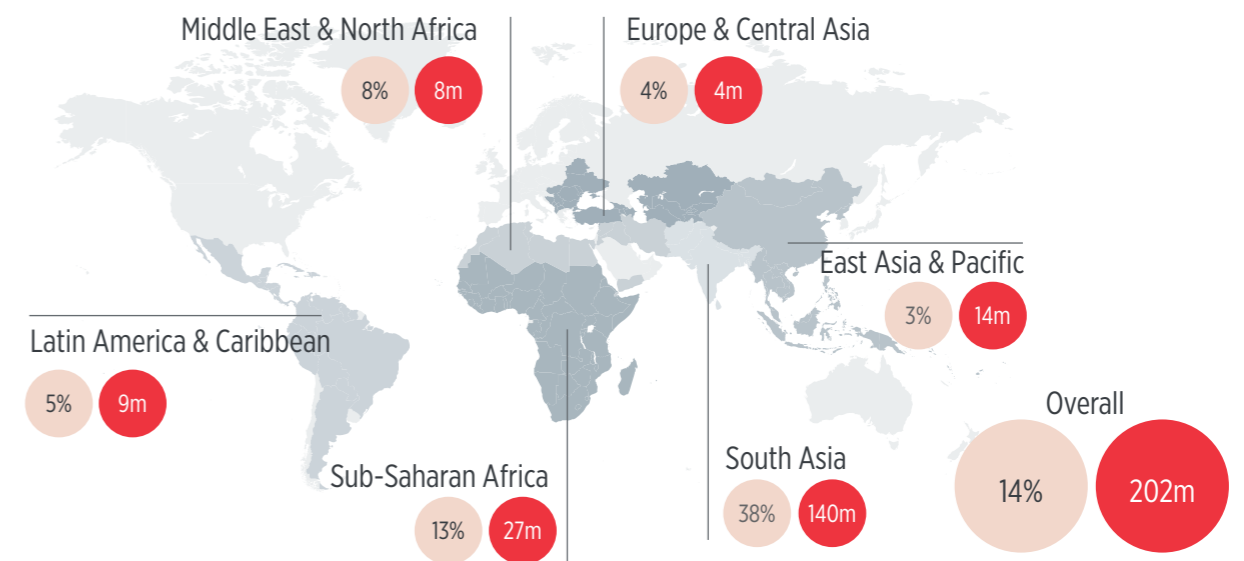 Middle East & North Africa
8% 8m
Europe & Central Asia
4% 4m
East Asia & Pacific
3% 14m
Latin America & Caribbean
5% 9m
Sub-Saharan Africa
13% 27m
South Asia
38% 140m
Overall
14% 202m